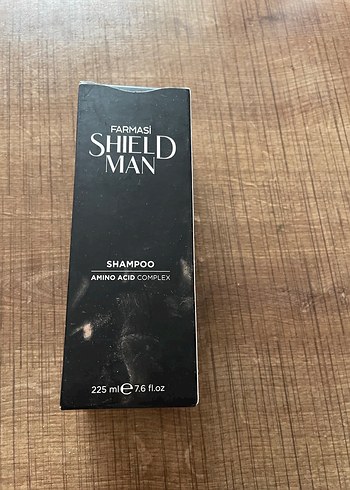 FARMASİ
SHIELD
MAN
SHAMPOO
AMINO ACID COMPLEX
225 ml ℮ 7.6 fl.oz